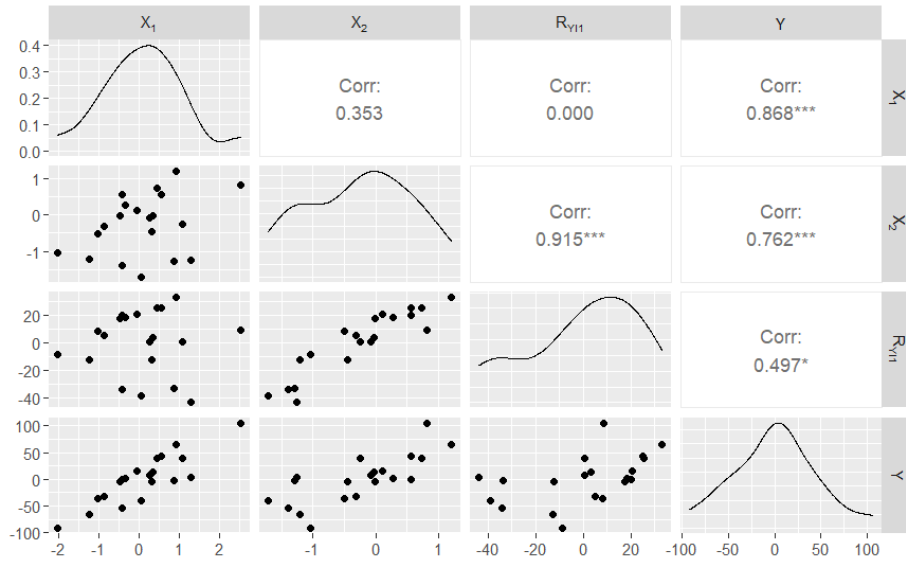 X₁ X₂ R_YI1 Y
0.4
0.3
0.2
0.1
0.0
Corr:
0.353
Corr:
0.000
Corr:
0.868***
X₁
1
0
-1
Corr:
0.915***
Corr:
0.762***
X₂
20
0
-20
-40
Corr:
0.497*
R_YI1
100
50
0
-50
-100
Y
-2 -1 0 1 2
-1 0 1
-40 -20 0 20
-100 -50 0 50 100